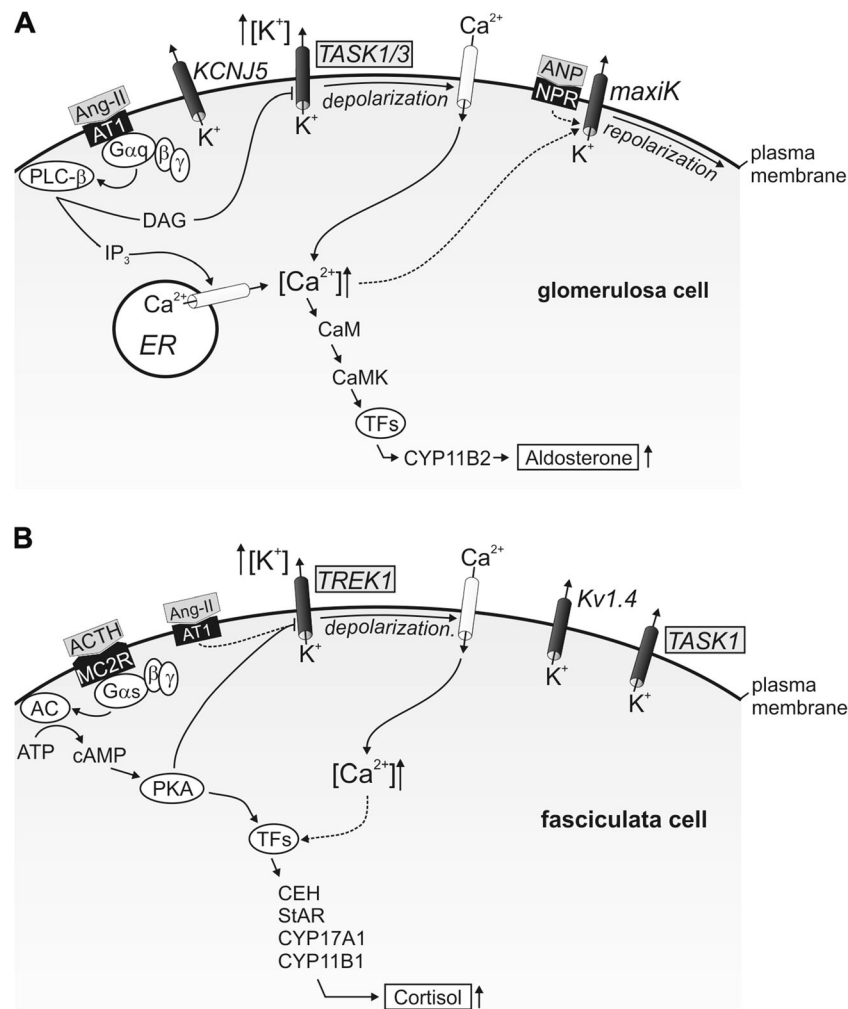 A
[K⁺]
TASK1/3
KCNJ5
Ca²⁺
Ang-II
AT1
Gαq
β
γ
PLC-β
K⁺
K⁺
depolarization
ANP
NPR
maxiK
K⁺
repolarization
plasma
membrane
DAG
IP₃
Ca²⁺
ER
[Ca²⁺]
glomerulosa cell
CaM
CaMK
TFs
CYP11B2
Aldosterone
B
[K⁺]
TREK1
Ca²⁺
ACTH
MC2R
Gαs
β
γ
Ang-II
AT1
depolarization.
K⁺
Kv1.4
K⁺
TASK1
K⁺
plasma
membrane
AC
ATP
cAMP
PKA
[Ca²⁺]
fasciculata cell
TFs
CEH
StAR
CYP17A1
CYP11B1
Cortisol